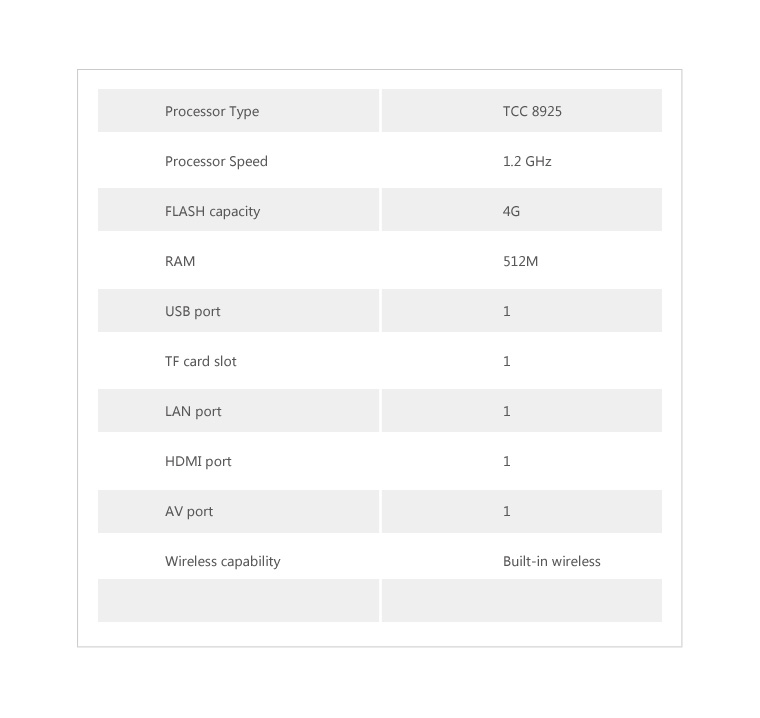 Processor Type TCC 8925
Processor Speed 1.2 GHz
FLASH capacity 4G
RAM 512M
USB port 1
TF card slot 1
LAN port 1
HDMI port 1
AV port 1
Wireless capability Built-in wireless